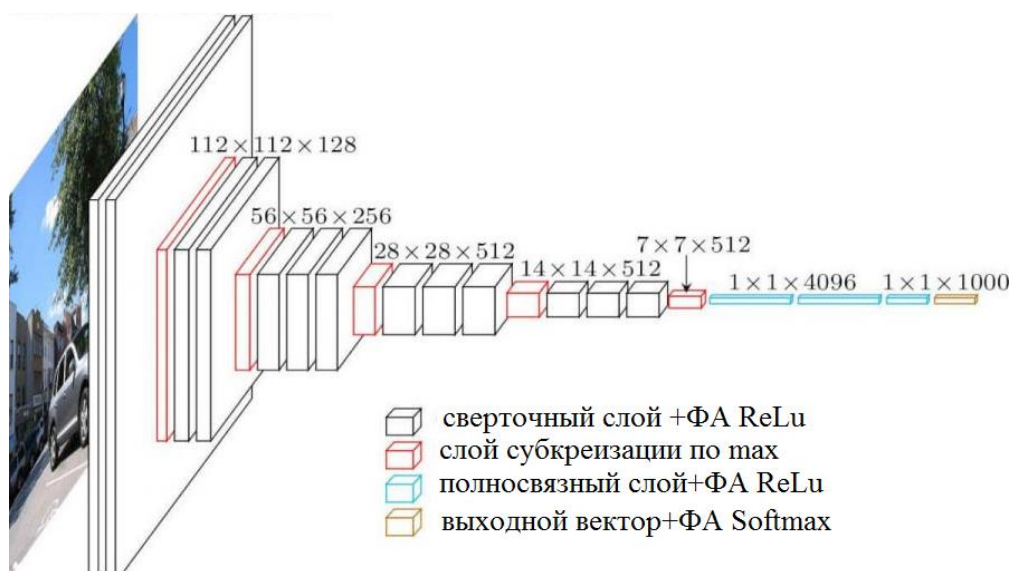 112 × 112 × 128
56 × 56 × 256
28 × 28 × 512
14 × 14 × 512
7 × 7 × 512
1 × 1 × 4096
1 × 1 × 1000
сверточный слой +ФА ReLu
слой субкреизации по max
полносвязный слой+ФА ReLu
выходной вектор+ФА Softmax